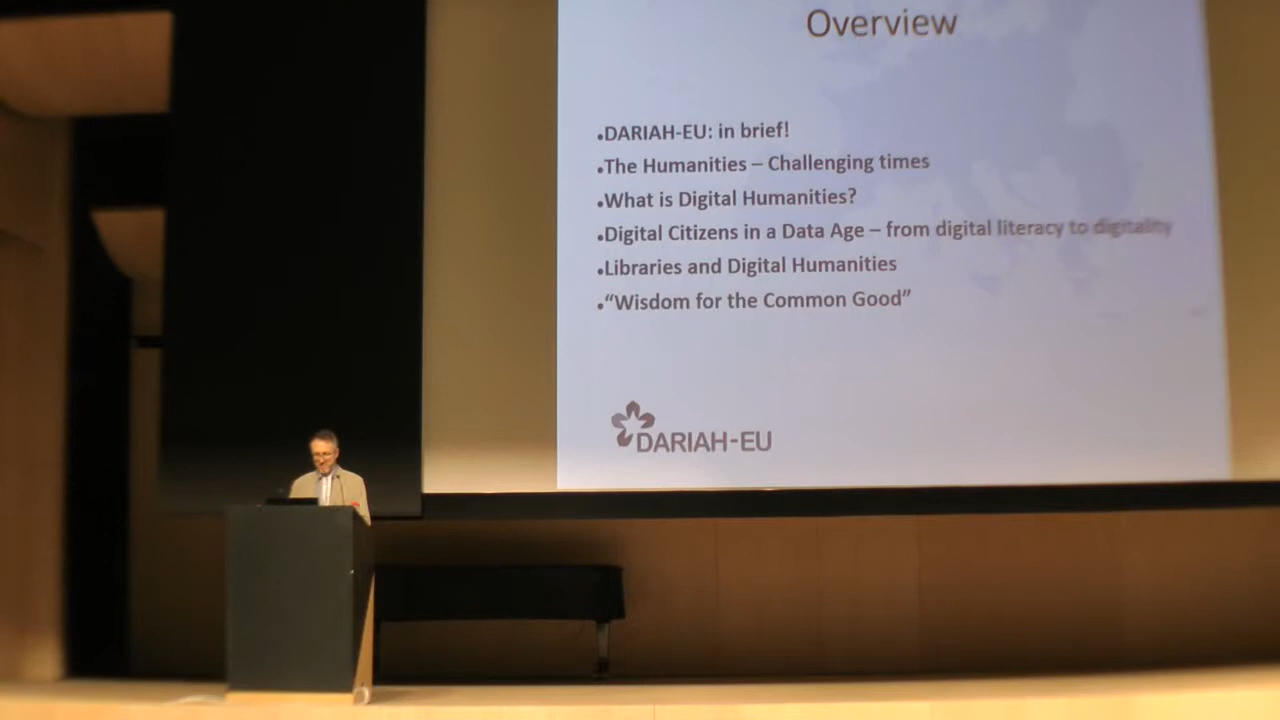 Overview
•DARIAH-EU: in brief!
•The Humanities – Challenging times
•What is Digital Humanities?
•Digital Citizens in a Data Age – from digital literacy to digitality
•Libraries and Digital Humanities
•“Wisdom for the Common Good”
DARIAH-EU